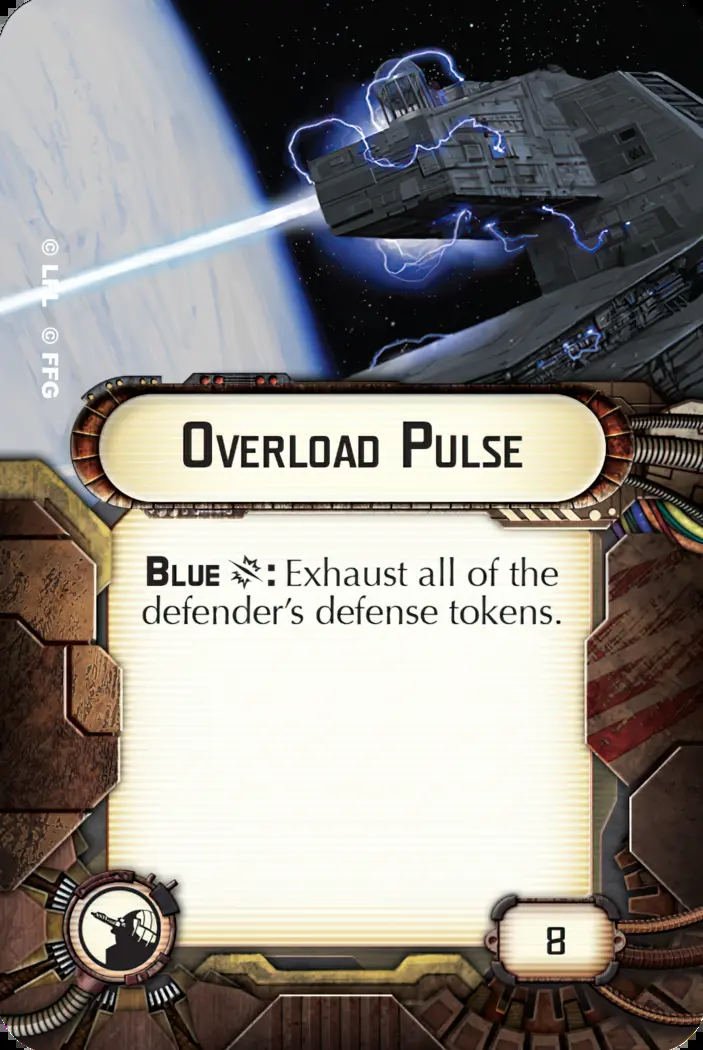 © LFL © FFG
OVERLOAD PULSE
BLUE : Exhaust all of the
defender’s defense tokens.
8